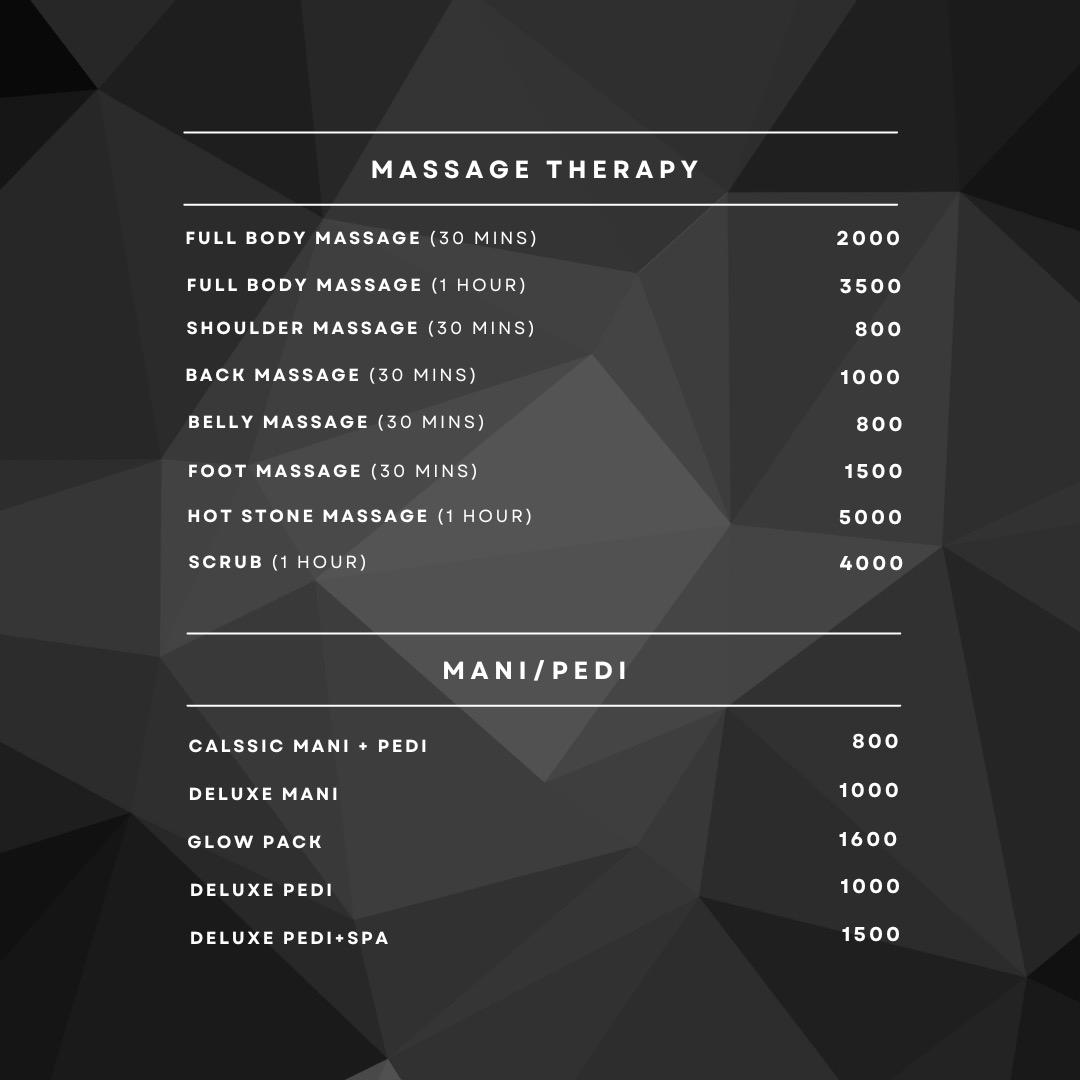 MASSAGE THERAPY
FULL BODY MASSAGE (30 MINS) 2000
FULL BODY MASSAGE (1 HOUR) 3500
SHOULDER MASSAGE (30 MINS) 800
BACK MASSAGE (30 MINS) 1000
BELLY MASSAGE (30 MINS) 800
FOOT MASSAGE (30 MINS) 1500
HOT STONE MASSAGE (1 HOUR) 5000
SCRUB (1 HOUR) 4000
MANI/PEDI
CALSSIC MANI + PEDI 800
DELUXE MANI 1000
GLOW PACK 1600
DELUXE PEDI 1000
DELUXE PEDI+SPA 1500